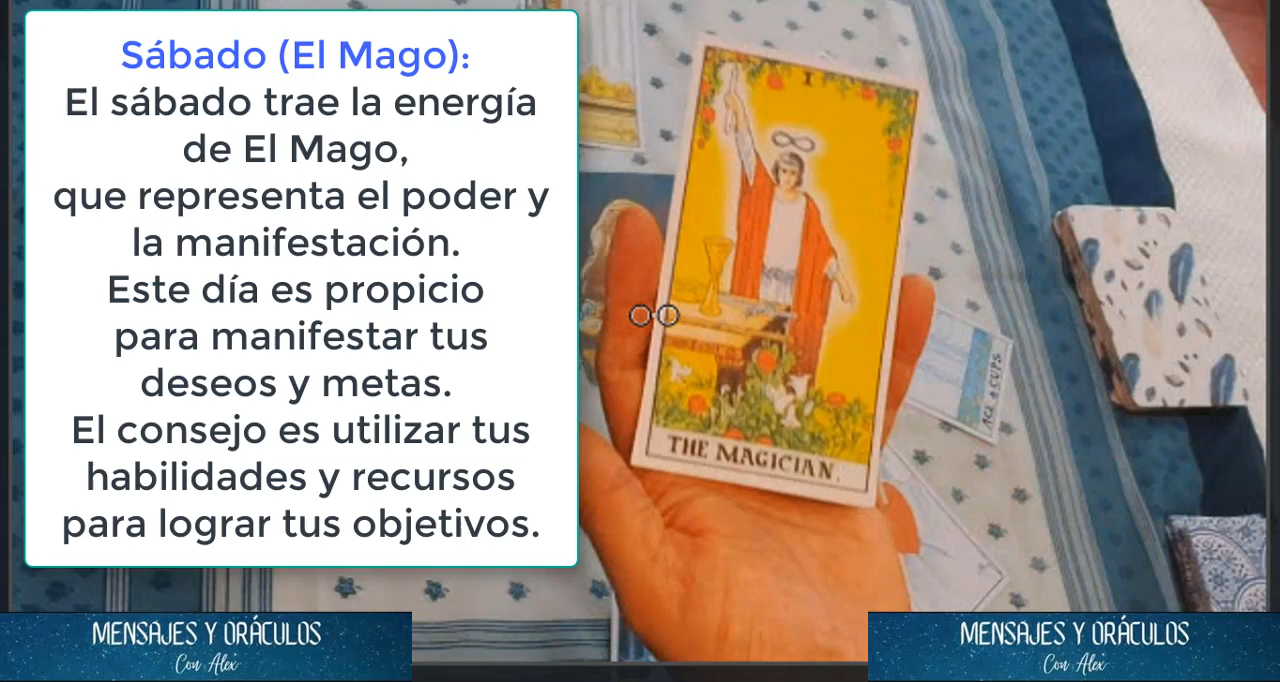 Sábado (El Mago):
El sábado trae la energía
de El Mago,
que representa el poder y
la manifestación.
Este día es propicio
para manifestar tus
deseos y metas.
El consejo es utilizar tus
habilidades y recursos
para lograr tus objetivos.
I
THE MAGICIAN.
ACE of CUPS.
MENSAJES Y ORÁCULOS
Con Alex
MENSAJES Y ORÁCULOS
Con Alex